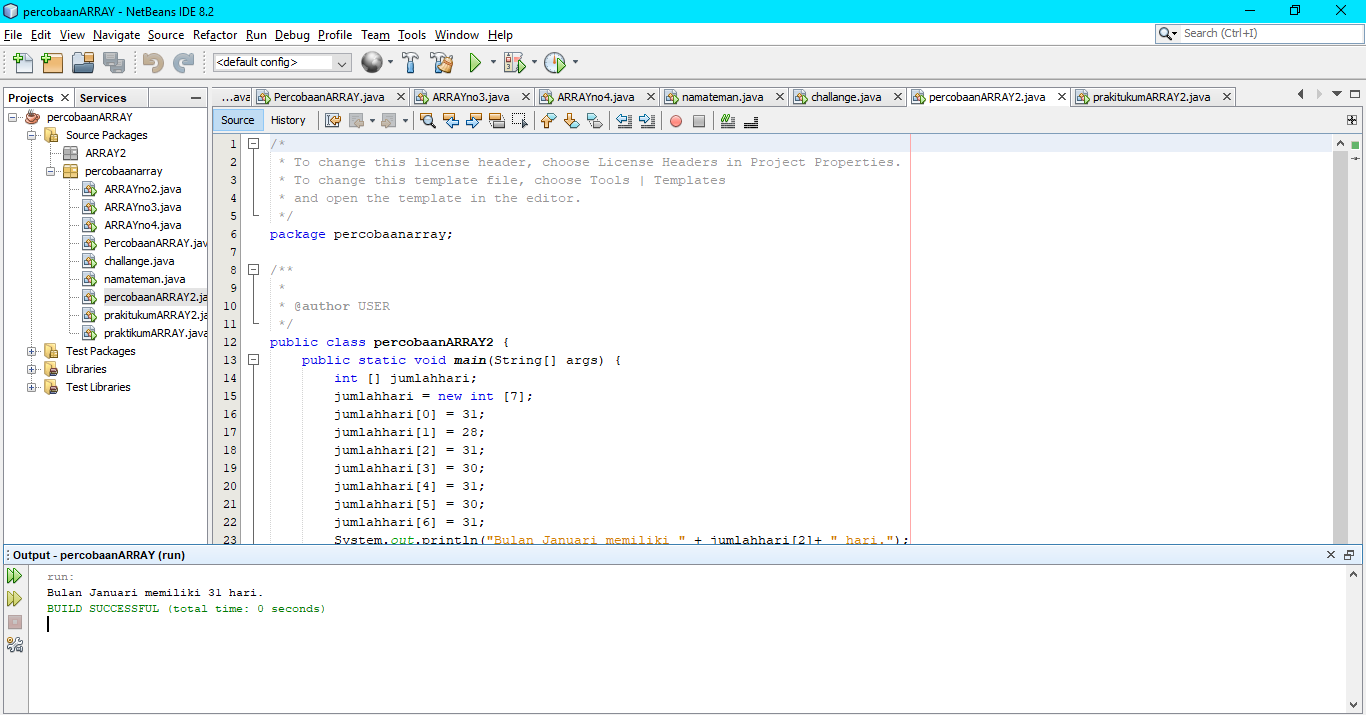 percobaanARRAY - NetBeans IDE 8.2
File Edit View Navigate Source Refactor Run Debug Profile Team Tools Window Help
Search (Ctrl+I)
<default config>
Projects Services
percobaanARRAY
Source Packages
ARRAY2
percobaanarray
ARRAYno2.java
ARRAYno3.java
ARRAYno4.java
PercobaanARRAY.jav
challange.java
namateman.java
percobaanARRAY2.ja
prakitukumARRAY2.ja
praktikumARRAY.java
Test Packages
Libraries
Test Libraries
...ava PercobaanARRAY.java ARRAYno3.java ARRAYno4.java namateman.java challange.java percobaanARRAY2.java prakitukumARRAY2.java
Source History
1 /*
2 * To change this license header, choose License Headers in Project Properties.
3 * To change this template file, choose Tools | Templates
4 * and open the template in the editor.
5 */
6 package percobaanarray;
7
8 /**
9 *
10 * @author USER
11 */
12 public class percobaanARRAY2 {
13 public static void main(String[] args) {
14 int [] jumlahhari;
15 jumlahhari = new int [7];
16 jumlahhari[0] = 31;
17 jumlahhari[1] = 28;
18 jumlahhari[2] = 31;
19 jumlahhari[3] = 30;
20 jumlahhari[4] = 31;
21 jumlahhari[5] = 30;
22 jumlahhari[6] = 31;
23 System.out.println("Bulan Januari memiliki " + jumlahhari[2]+ " hari.");
Output - percobaanARRAY (run)
run:
Bulan Januari memiliki 31 hari.
BUILD SUCCESSFUL (total time: 0 seconds)